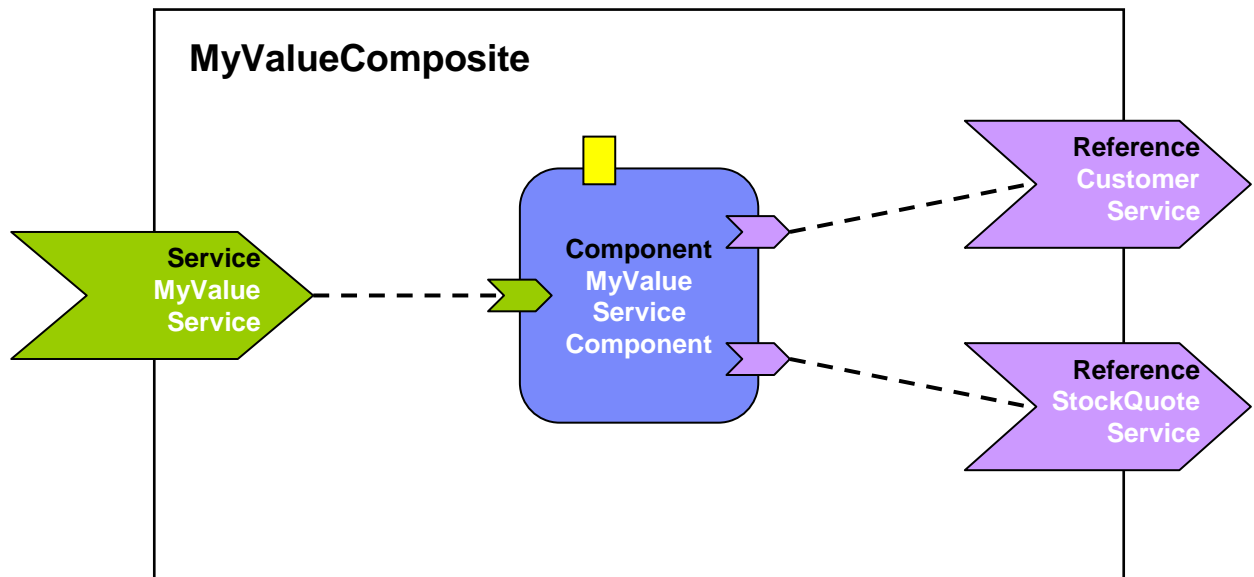 MyValueComposite
Service
MyValue
Service
Component
MyValue
Service
Component
Reference
Customer
Service
Reference
StockQuote
Service